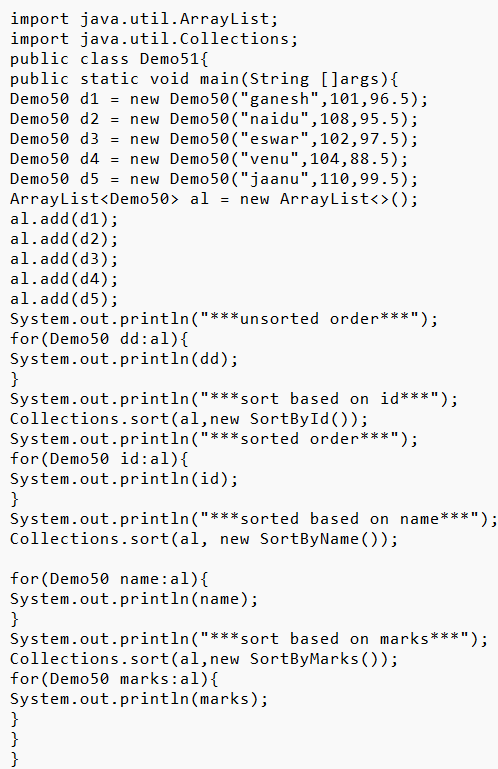 import java.util.ArrayList;
import java.util.Collections;
public class Demo51{
public static void main(String []args){
Demo50 d1 = new Demo50("ganesh",101,96.5);
Demo50 d2 = new Demo50("naidu",108,95.5);
Demo50 d3 = new Demo50("eswar",102,97.5);
Demo50 d4 = new Demo50("venu",104,88.5);
Demo50 d5 = new Demo50("jaanu",110,99.5);
ArrayList<Demo50> al = new ArrayList<>();
al.add(d1);
al.add(d2);
al.add(d3);
al.add(d4);
al.add(d5);
System.out.println("***unsorted order***");
for(Demo50 dd:al){
System.out.println(dd);
}
System.out.println("***sort based on id***");
Collections.sort(al,new SortById());
System.out.println("***sorted order***");
for(Demo50 id:al){
System.out.println(id);
}
System.out.println("***sorted based on name***");
Collections.sort(al, new SortByName());

for(Demo50 name:al){
System.out.println(name);
}
System.out.println("***sort based on marks***");
Collections.sort(al,new SortByMarks());
for(Demo50 marks:al){
System.out.println(marks);
}
}
}